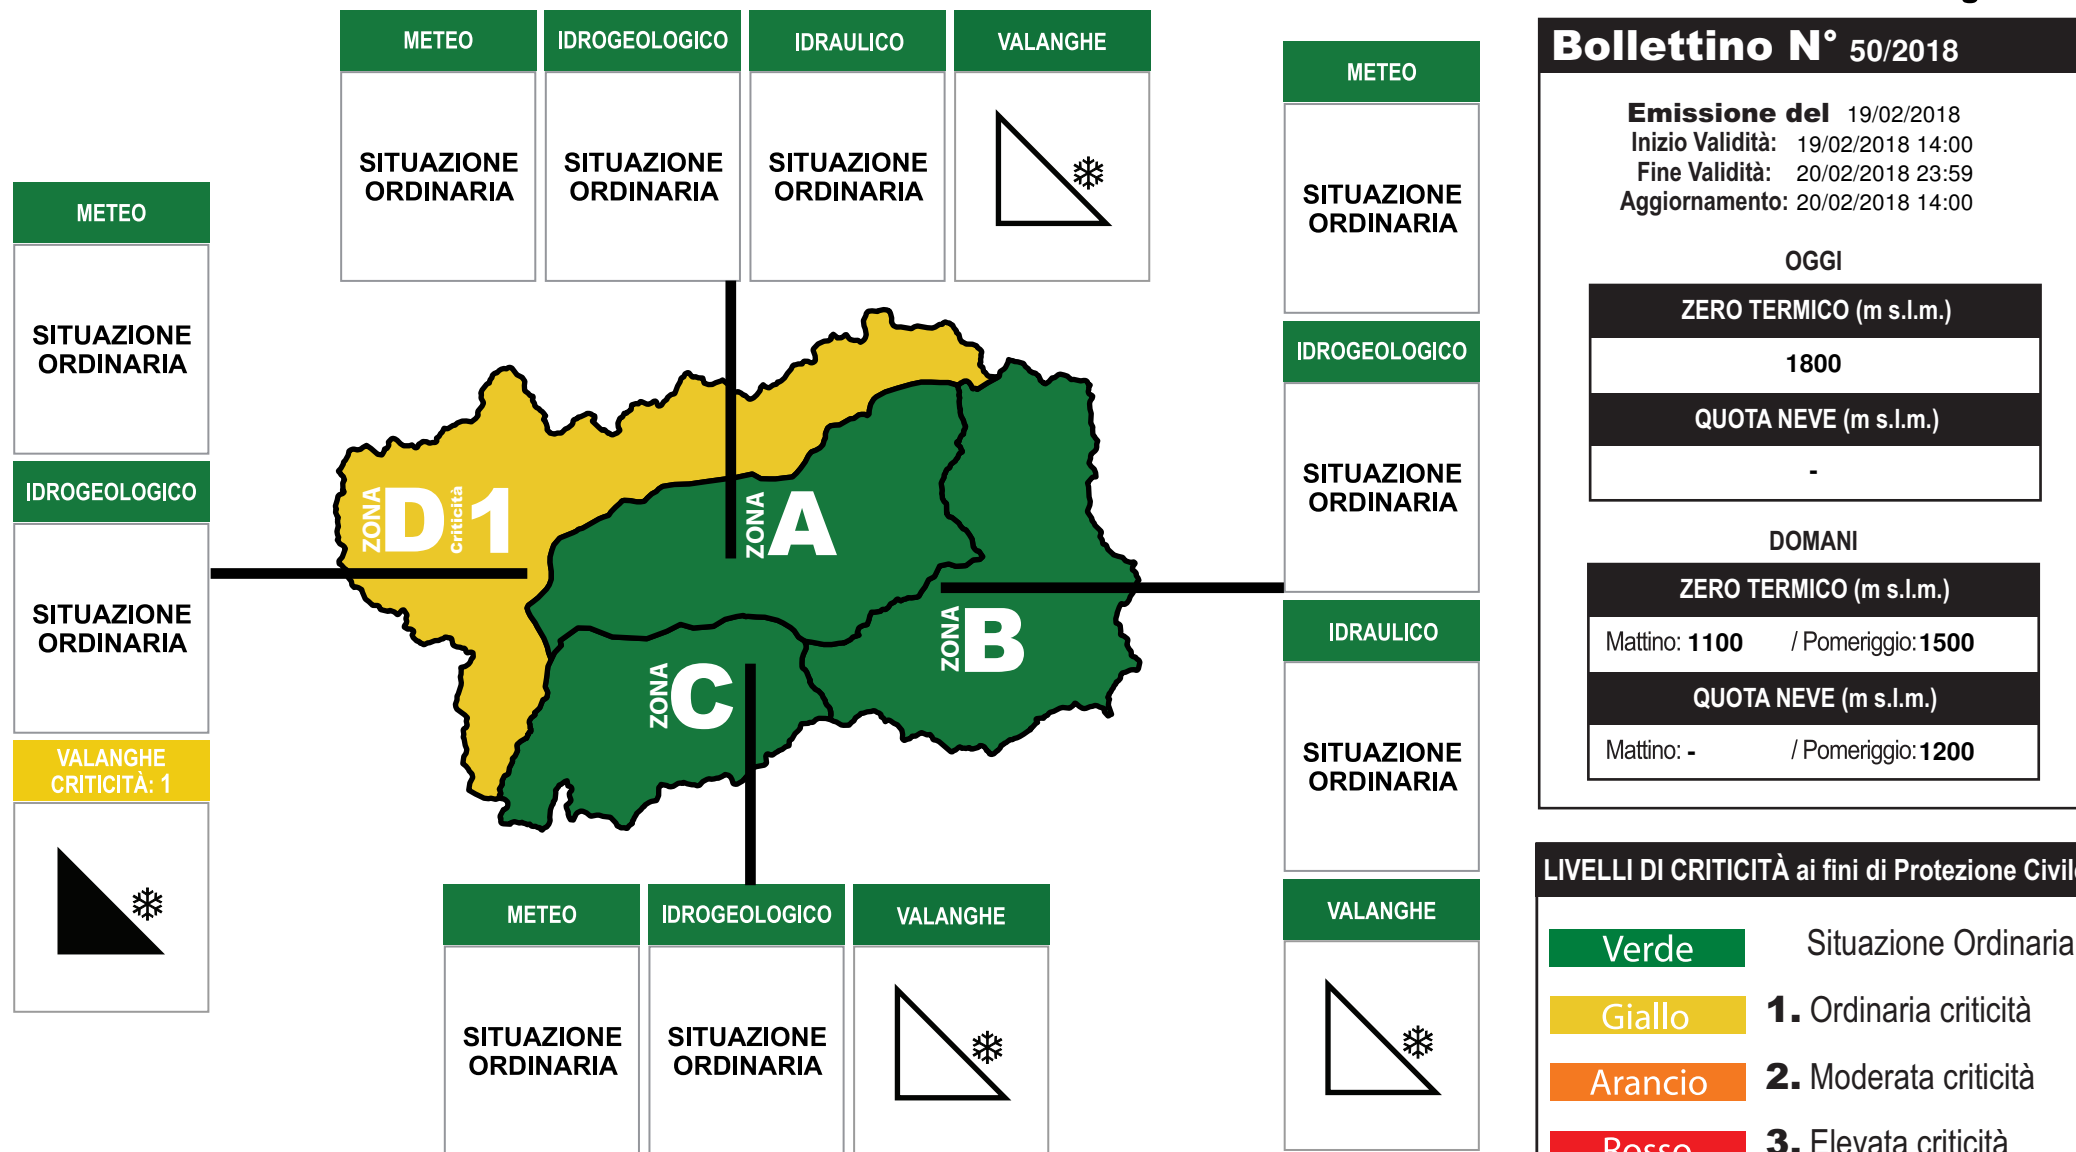 METEO
IDROGEOLOGICO
IDRAULICO
VALANGHE
SITUAZIONE
ORDINARIA
SITUAZIONE
ORDINARIA
SITUAZIONE
ORDINARIA
METEO
SITUAZIONE
ORDINARIA
IDROGEOLOGICO
SITUAZIONE
ORDINARIA
VALANGHE
CRITICITÀ: 1
ZONA
D
Criticità
1
ZONA
A
ZONA
B
ZONA
C
METEO
IDROGEOLOGICO
VALANGHE
SITUAZIONE
ORDINARIA
SITUAZIONE
ORDINARIA
METEO
SITUAZIONE
ORDINARIA
IDROGEOLOGICO
SITUAZIONE
ORDINARIA
IDRAULICO
SITUAZIONE
ORDINARIA
VALANGHE
Bollettino N° 50/2018
Emissione del 19/02/2018
Inizio Validità: 19/02/2018 14:00
Fine Validità: 20/02/2018 23:59
Aggiornamento: 20/02/2018 14:00
OGGI
ZERO TERMICO (m s.l.m.)
1800
QUOTA NEVE (m s.l.m.)
-
DOMANI
ZERO TERMICO (m s.l.m.)
Mattino: 1100 / Pomeriggio: 1500
QUOTA NEVE (m s.l.m.)
Mattino: - / Pomeriggio: 1200
LIVELLI DI CRITICITÀ ai fini di Protezione Civile
Verde Situazione Ordinaria
Giallo 1. Ordinaria criticità
Arancio 2. Moderata criticità
Rosso 3. Elevata criticità